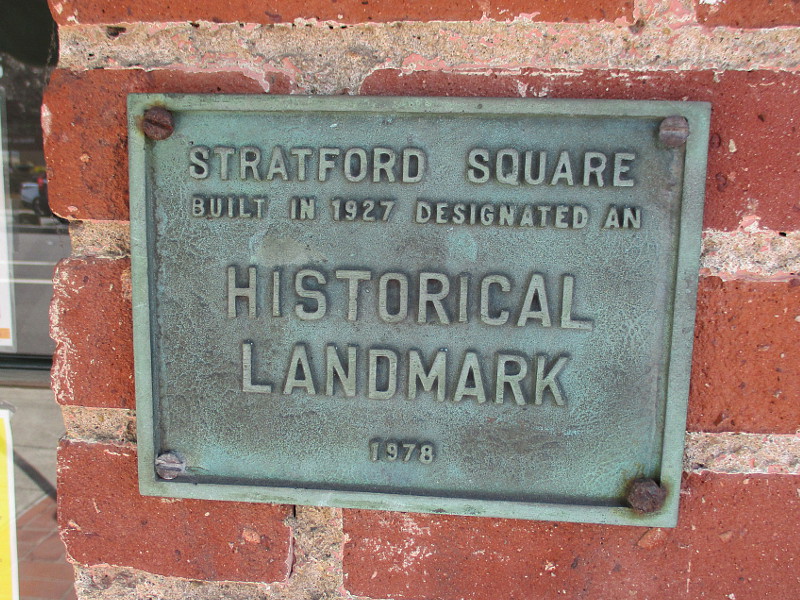 STRATFORD SQUARE
BUILT IN 1927 DESIGNATED AN
HISTORICAL
LANDMARK
1978